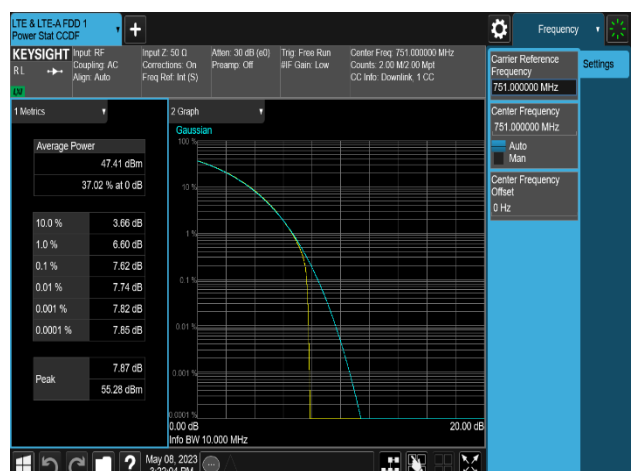 LTE & LTE-A FDD 1
Power Stat CCDF
Frequency
KEYSIGHT
R L
LV
Input: RF
Coupling: AC
Align: Auto
Input Z: 50 Ω
Corrections: On
Freq Ref: Int (S)
Atten: 30 dB (e0)
Preamp: Off
Trig: Free Run
#IF Gain: Low
Center Freq: 751.000000 MHz
Counts: 2.00 M/2.00 Mpt
CC Info: Downlink, 1 CC
Carrier Reference
Frequency
751.000000 MHz
Settings
Center Frequency
751.000000 MHz
Auto
Man
Center Frequency
Offset
0 Hz
1 Metrics
Average Power
47.41 dBm
37.02 % at 0 dB
10.0 % 3.66 dB
1.0 % 6.60 dB
0.1 % 7.62 dB
0.01 % 7.74 dB
0.001 % 7.82 dB
0.0001 % 7.85 dB
Peak
7.87 dB
55.28 dBm
2 Graph
Gaussian
100 %
10 %
1 %
0.1 %
0.01 %
0.001 %
0.0001 %
0.00 dB 20.00 dB
Info BW 10.000 MHz
?
May 08, 2023